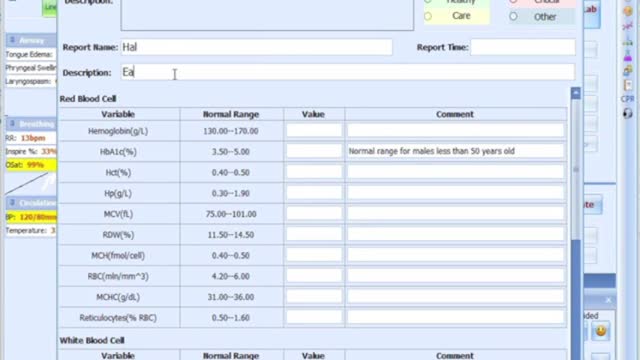 Description:
Healthy
Critical
Care
Other
Lab
Line
Report Name: Hal
Report Time:
Description: Ea
Airway
Tongue Edema:
Phryngeal Swellin
Laryngospasm:
Breathing
RR: 13bpm
Inspire %: 33%
OSat: 99%
Circulation
BP: 120/80mm
Temperature: 3
CPR
Red Blood Cell
Variable Normal Range Value Comment
Hemoglobin(g/L) 130.00--170.00
HbA1c(%) 3.50--5.00 Normal range for males less than 50 years old
Hct(%) 0.40--0.50
Hp(g/L) 0.30--1.90
MCV(fL) 75.00--101.00
RDW(%) 11.50--14.50
MCH(fmol/cell) 0.40--0.50
RBC(mln/mm^3) 4.20--6.00
MCHC(g/dL) 31.00--36.00
Reticulocytes(% RBC) 0.50--1.60
White Blood Cell
Variable Normal Range Value Comment